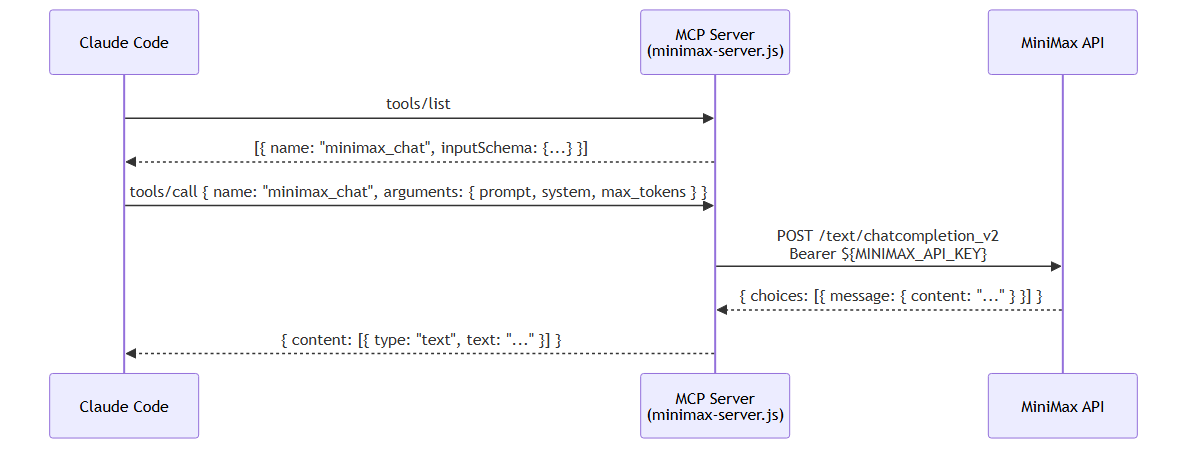 Claude Code
MCP Server
(minimax-server.js)
MiniMax API
tools/list
[{ name: "minimax_chat", inputSchema: {...} }]
tools/call { name: "minimax_chat", arguments: { prompt, system, max_tokens } }
POST /text/chatcompletion_v2
Bearer ${MINIMAX_API_KEY}
{ choices: [{ message: { content: "..." } }] }
{ content: [{ type: "text", text: "..." }] }
Claude Code
MCP Server
(minimax-server.js)
MiniMax API